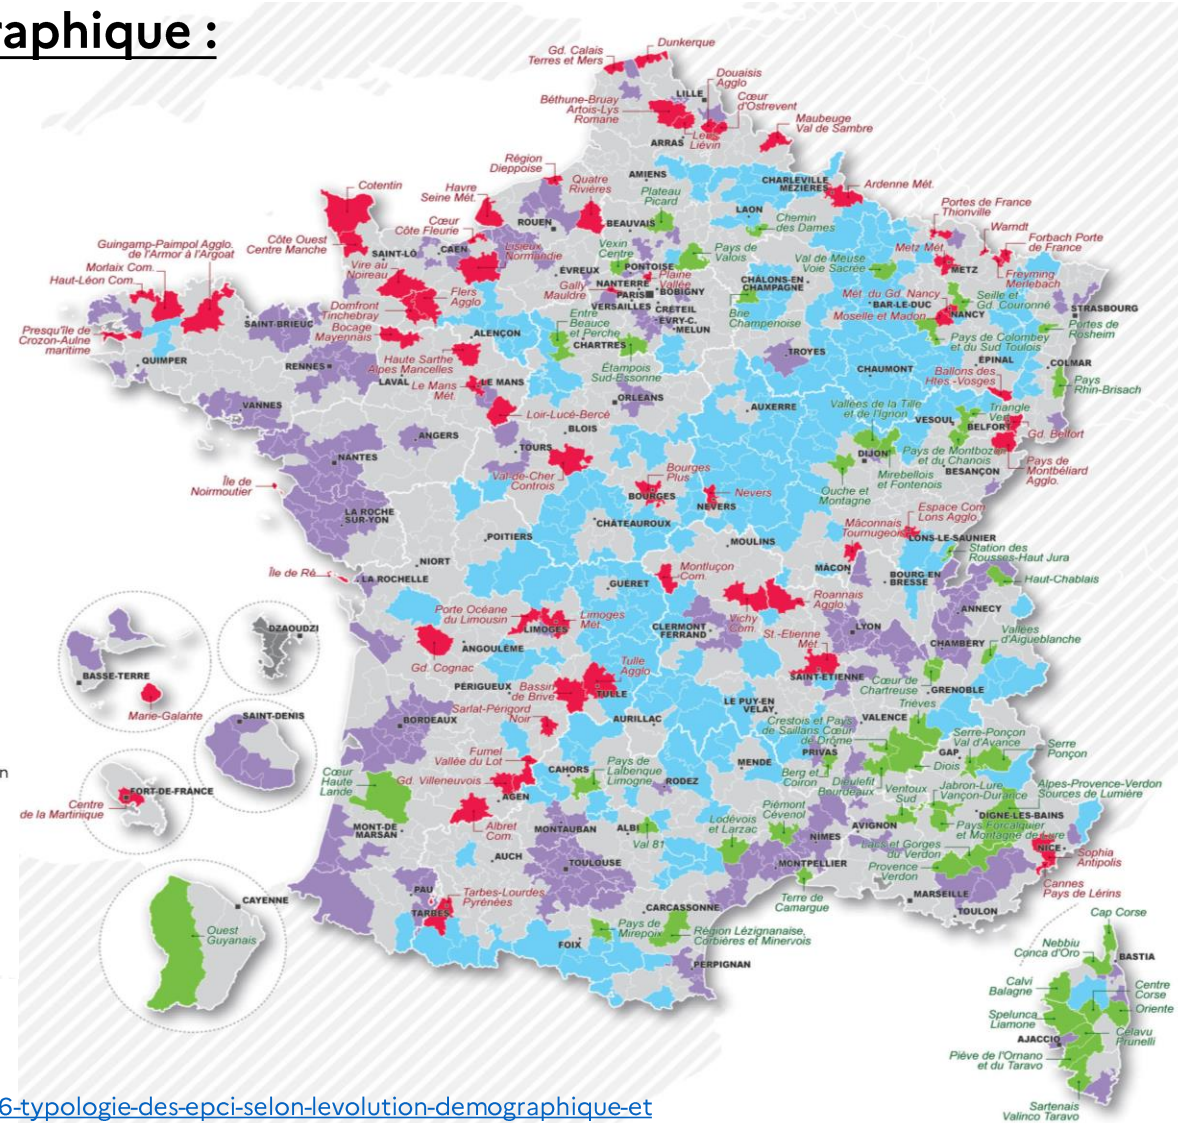 raphique :
Dunkerque
Gd. Calais
Terres et Mers
Douaisis
Agglo
LILLE
Cœur
d'Ostrevent
Béthune-Bruay
Artois-Lys
Romane
Maubeuge
Val de Sambre
Liévin
ARRAS
Région
Dieppoise
AMIENS
Quatre
Rivières
Plateau
Picard
CHARLEVILLE
MÉZIÈRES
Ardenne Mét.
Cotentin
Havre
Seine Mét.
ROUEN
BEAUVAIS
LAON
Chemin
des Dames
Portes de France
Thionville
Warndt
Forbach Porte
de France
Cœur
Côte Fleurie
Côte Ouest
Centre Manche
SAINT-LÔ
CAEN
Lisieux
Normandie
Vexin
Centre
Pays de
Valois
Val de Meuse
Voie Sacrée
Metz Mét.
METZ
Freyming
Merlebach
Guingamp-Paimpol Agglo.
de l'Armor à l'Argoat
Morlaix Com.
Haut-Léon Com.
Vire au
Noireau
EVREUX
PONTOISE
Plaine
Vallée
NANTERRE
BOBIGNY
PARIS
Gally
Mauldre
VERSAILLES
CRÉTEIL
ÉVRY-C.
MELUN
CHÂLONS-EN
CHAMPAGNE
Brie
Champenoise
Mét. du Gd. Nancy
BAR-LE-DUC
Moselle et Madon
NANCY
Seille et
Gd. Couronné
STRASBOURG
Portes de
Rosheim
Flers
Agglo
Domfront
Tinchebray
Bocage
Mayennais
Presqu'île de
Crozon-Aulne
maritime
SAINT-BRIEUC
QUIMPER
RENNES
ALENÇON
Entre
Beauce
et Perche
CHARTRES
Étampois
Sud-Essonne
TROYES
Pays de Colombey
et du Sud Toulois
ÉPINAL
CHAUMONT
Ballons des
Htes -Vosges
COLMAR
Pays
Rhin-Brisach
Haute Sarthe
Alpes Mancelles
LAVAL
Le Mans
Mét.
LE MANS
ORLÉANS
VANNES
Loir-Lucé-Bercé
BLOIS
AUXERRE
Vallées de la Tille
et de l'Ignon
VESOUL
Triangle
BELFORT
Gd. Belfort
ANGERS
TOURS
NANTES
Val-de-Cher
Controis
DIJON
Pays de Montbozon
et du Chanois
BESANÇON
Pays de
Montbéliard
Agglo.
Mirebellois
et Fontenois
Ouche et
Montagne
Île de
Noirmoutier
Bourges
Plus
BOURGES
Nevers
NEVERS
Espace Com
Lons Agglo.
LONS-LE-SAUNIER
LA ROCHE
SUR-YON
CHÂTEAUROUX
Mâconnais
Tournugeois
POITIERS
MOULINS
MÂCON
Station des
Rousses-Haut Jura
NIORT
Île de Ré
LA ROCHELLE
Montluçon
Com.
GUÉRET
BOURG EN
BRESSE
Haut-Chablais
Porte Océane
du Limousin
Limoges
Mét.
LIMOGES
CLERMONT
FERRAND
Vichy
Com.
Roannais
Agglo.
LYON
ANNECY
CHAMBÉRY
Vallées
d'Aigueblanche
DZAOUDZI
BASSE-TERRE
Marie-Galante
Gd. Cognac
ANGOULÊME
St.-Etienne
Mét.
SAINT-ETIENNE
Tulle
Agglo
TULLE
PÉRIGUEUX
Bassin
de Brive
Cœur de
Chartreuse
GRENOBLE
SAINT-DENIS
BORDEAUX
Sarlat-Périgord
Noir
AURILLAC
LE PUY-EN
VELAY
Trièves
VALENCE
Crestois et Pays
de Saillans Cœur
de Drôme
Serre-Ponçon
Val d'Avance
Serre
Ponçon
GAP
Fumel
Vallée du Lot
CAHORS
Pays de
Lalbenque
Limogne
MENDE
PRIVAS
Diois
n
Cœur
Haute
Lande
Gd. Villeneuvois
AGEN
RODEZ
Berg et
Coiron
Dieulefit
Bourdeaux
Ventoux
Sud
Jabron-Lure
Vançon-Durance
Alpes-Provence-Verdon
Sources de Lumière
FORT-DE-FRANCE
Centre
de la Martinique
MONT-DE
MARSAN
Albret
Com.
MONTAUBAN
ALBI
Val 81
Lodévois
et Larzac
Piémont
Cévenol
AVIGNON
NIMES
DIGNE-LES-BAINS
Pays Forcalquier
et Montagne de Lure
Lacs et Gorges
du Verdon
NICE
Sophia
Antipolis
AUCH
TOULOUSE
MONTPELLIER
Provence
Verdon
MARSEILLE
TOULON
Cannes
Pays de Lérins
PAU
TARBES
Tarbes-Lourdes
Pyrénées
CARCASSONNE
Terre de
Camargue
CAYENNE
Ouest
Guyanais
FOIX
Pays de
Mirepoix
Région Lézignanaise,
Corbières et Minervois
PERPIGNAN
Cap Corse
Nebbiu
Conca d'Oro
BASTIA
Calvi
Balagne
Centre
Corse
Oriente
Spelunca
Liamone
AJACCIO
Celavu
Prunelli
Piève de l'Ornano
et du Taravo
Sartenais
Valinco Taravo
6-typologie-des-epci-selon-levolution-demographique-et